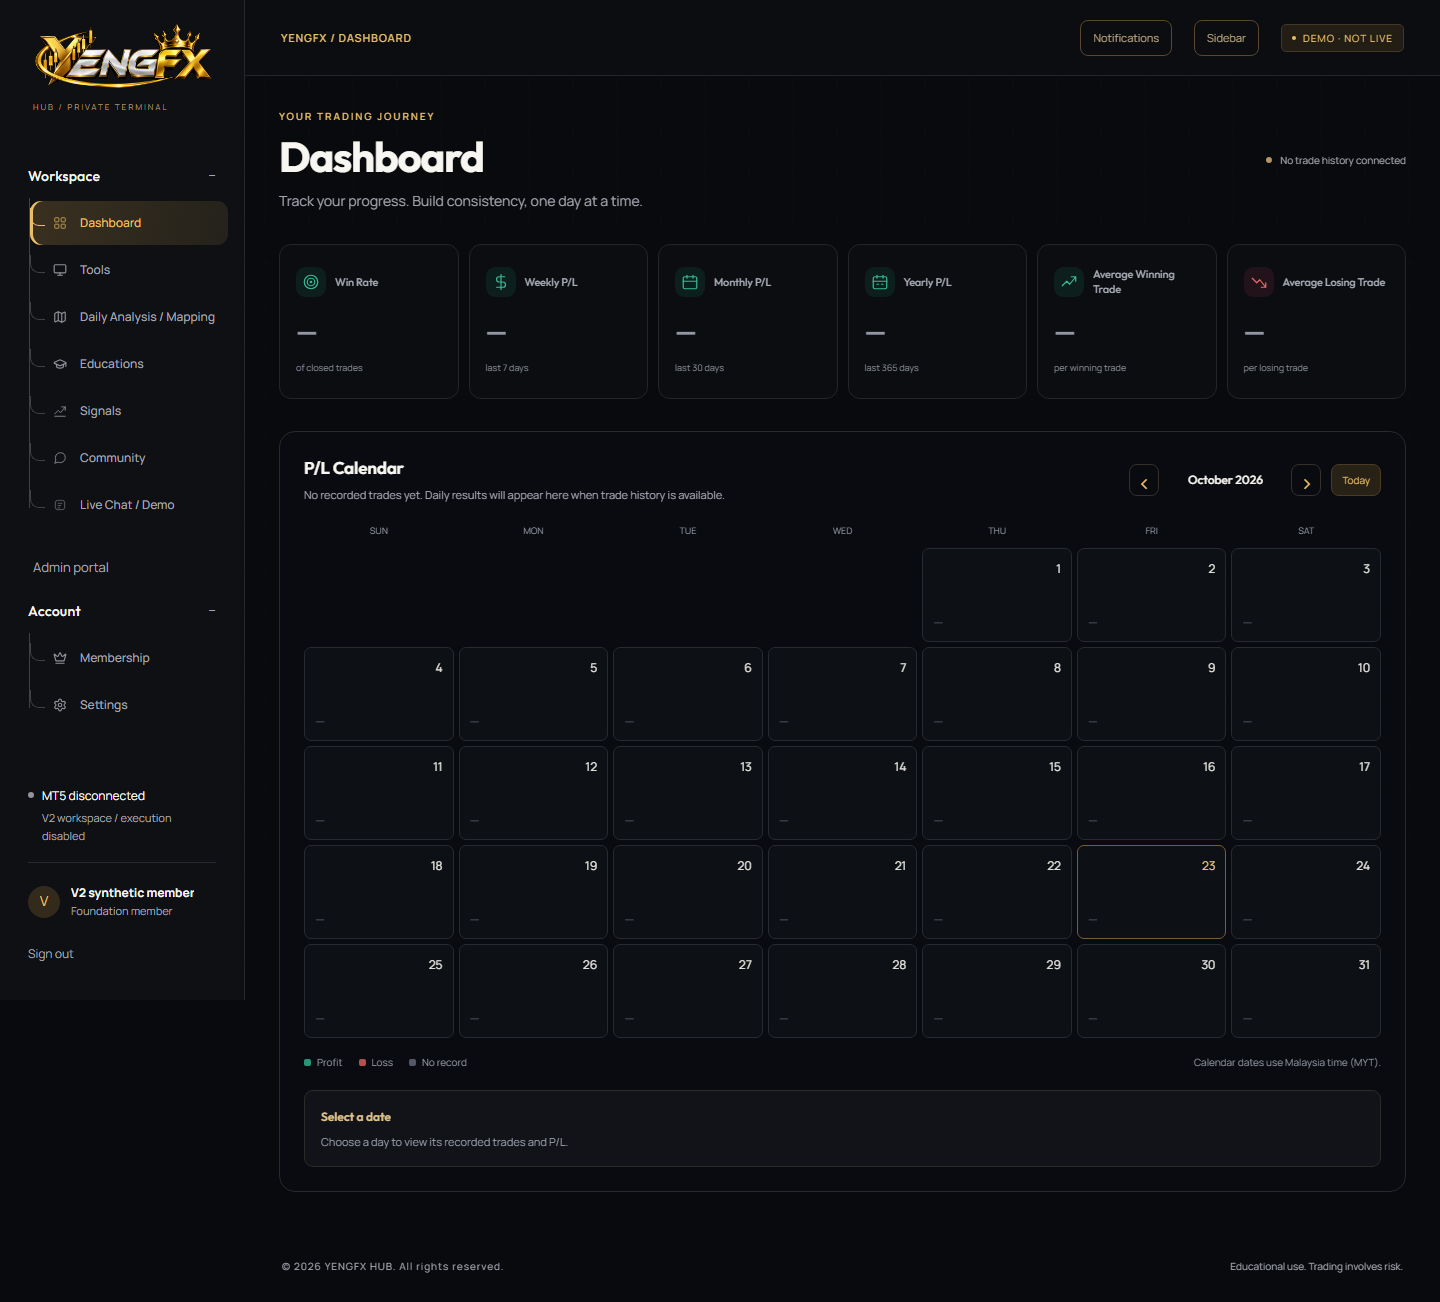 YENGFX
HUB / PRIVATE TERMINAL
YENGFX / DASHBOARD
Notifications
Sidebar
DEMO · NOT LIVE
Workspace
–
Dashboard
Tools
Daily Analysis / Mapping
Educations
Signals
Community
Live Chat / Demo
Admin portal
Account
–
Membership
Settings
MT5 disconnected
V2 workspace / execution
disabled
V
V2 synthetic member
Foundation member
Sign out
YOUR TRADING JOURNEY
Dashboard
No trade history connected
Track your progress. Build consistency, one day at a time.
Win Rate
—
of closed trades
Weekly P/L
—
last 7 days
Monthly P/L
—
last 30 days
Yearly P/L
—
last 365 days
Average Winning
Trade
—
per winning trade
Average Losing Trade
—
per losing trade
P/L Calendar
No recorded trades yet. Daily results will appear here when trade history is available.
October 2026
Today
SUN MON TUE WED THU FRI SAT
1 2 3
— — —
4 5 6 7 8 9 10
— — — — — — —
11 12 13 14 15 16 17
— — — — — — —
18 19 20 21 22 23 24
— — — — — — —
25 26 27 28 29 30 31
— — — — — — —
Profit Loss No record
Calendar dates use Malaysia time (MYT).
Select a date
Choose a day to view its recorded trades and P/L.
© 2026 YENGFX HUB. All rights reserved.
Educational use. Trading involves risk.